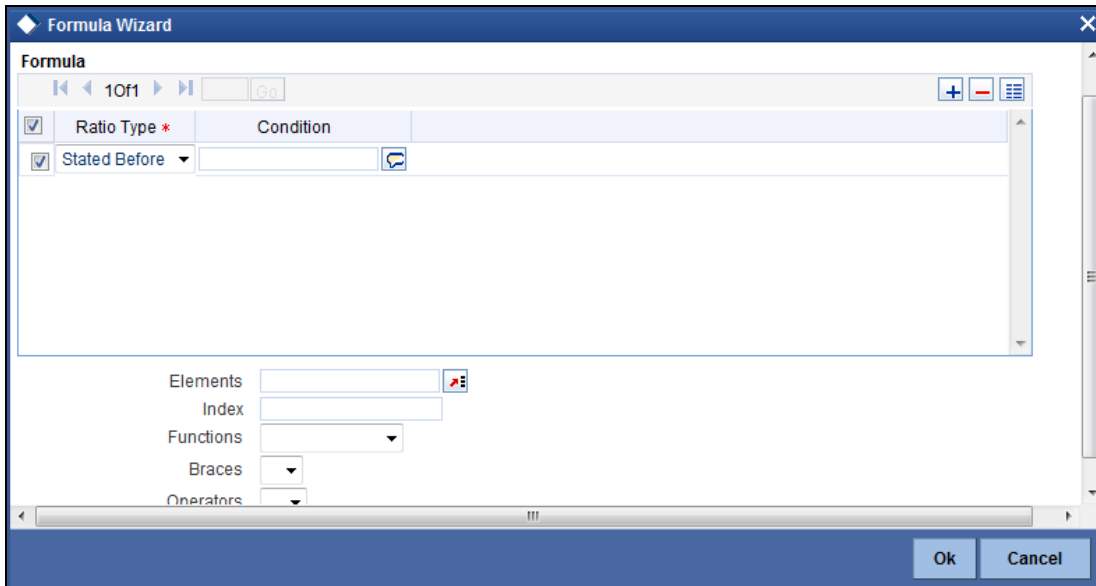 Formula Wizard
Formula
1Of1 Go
Ratio Type * Condition
Stated Before
Elements
Index
Functions
Braces
Operators
Ok Cancel